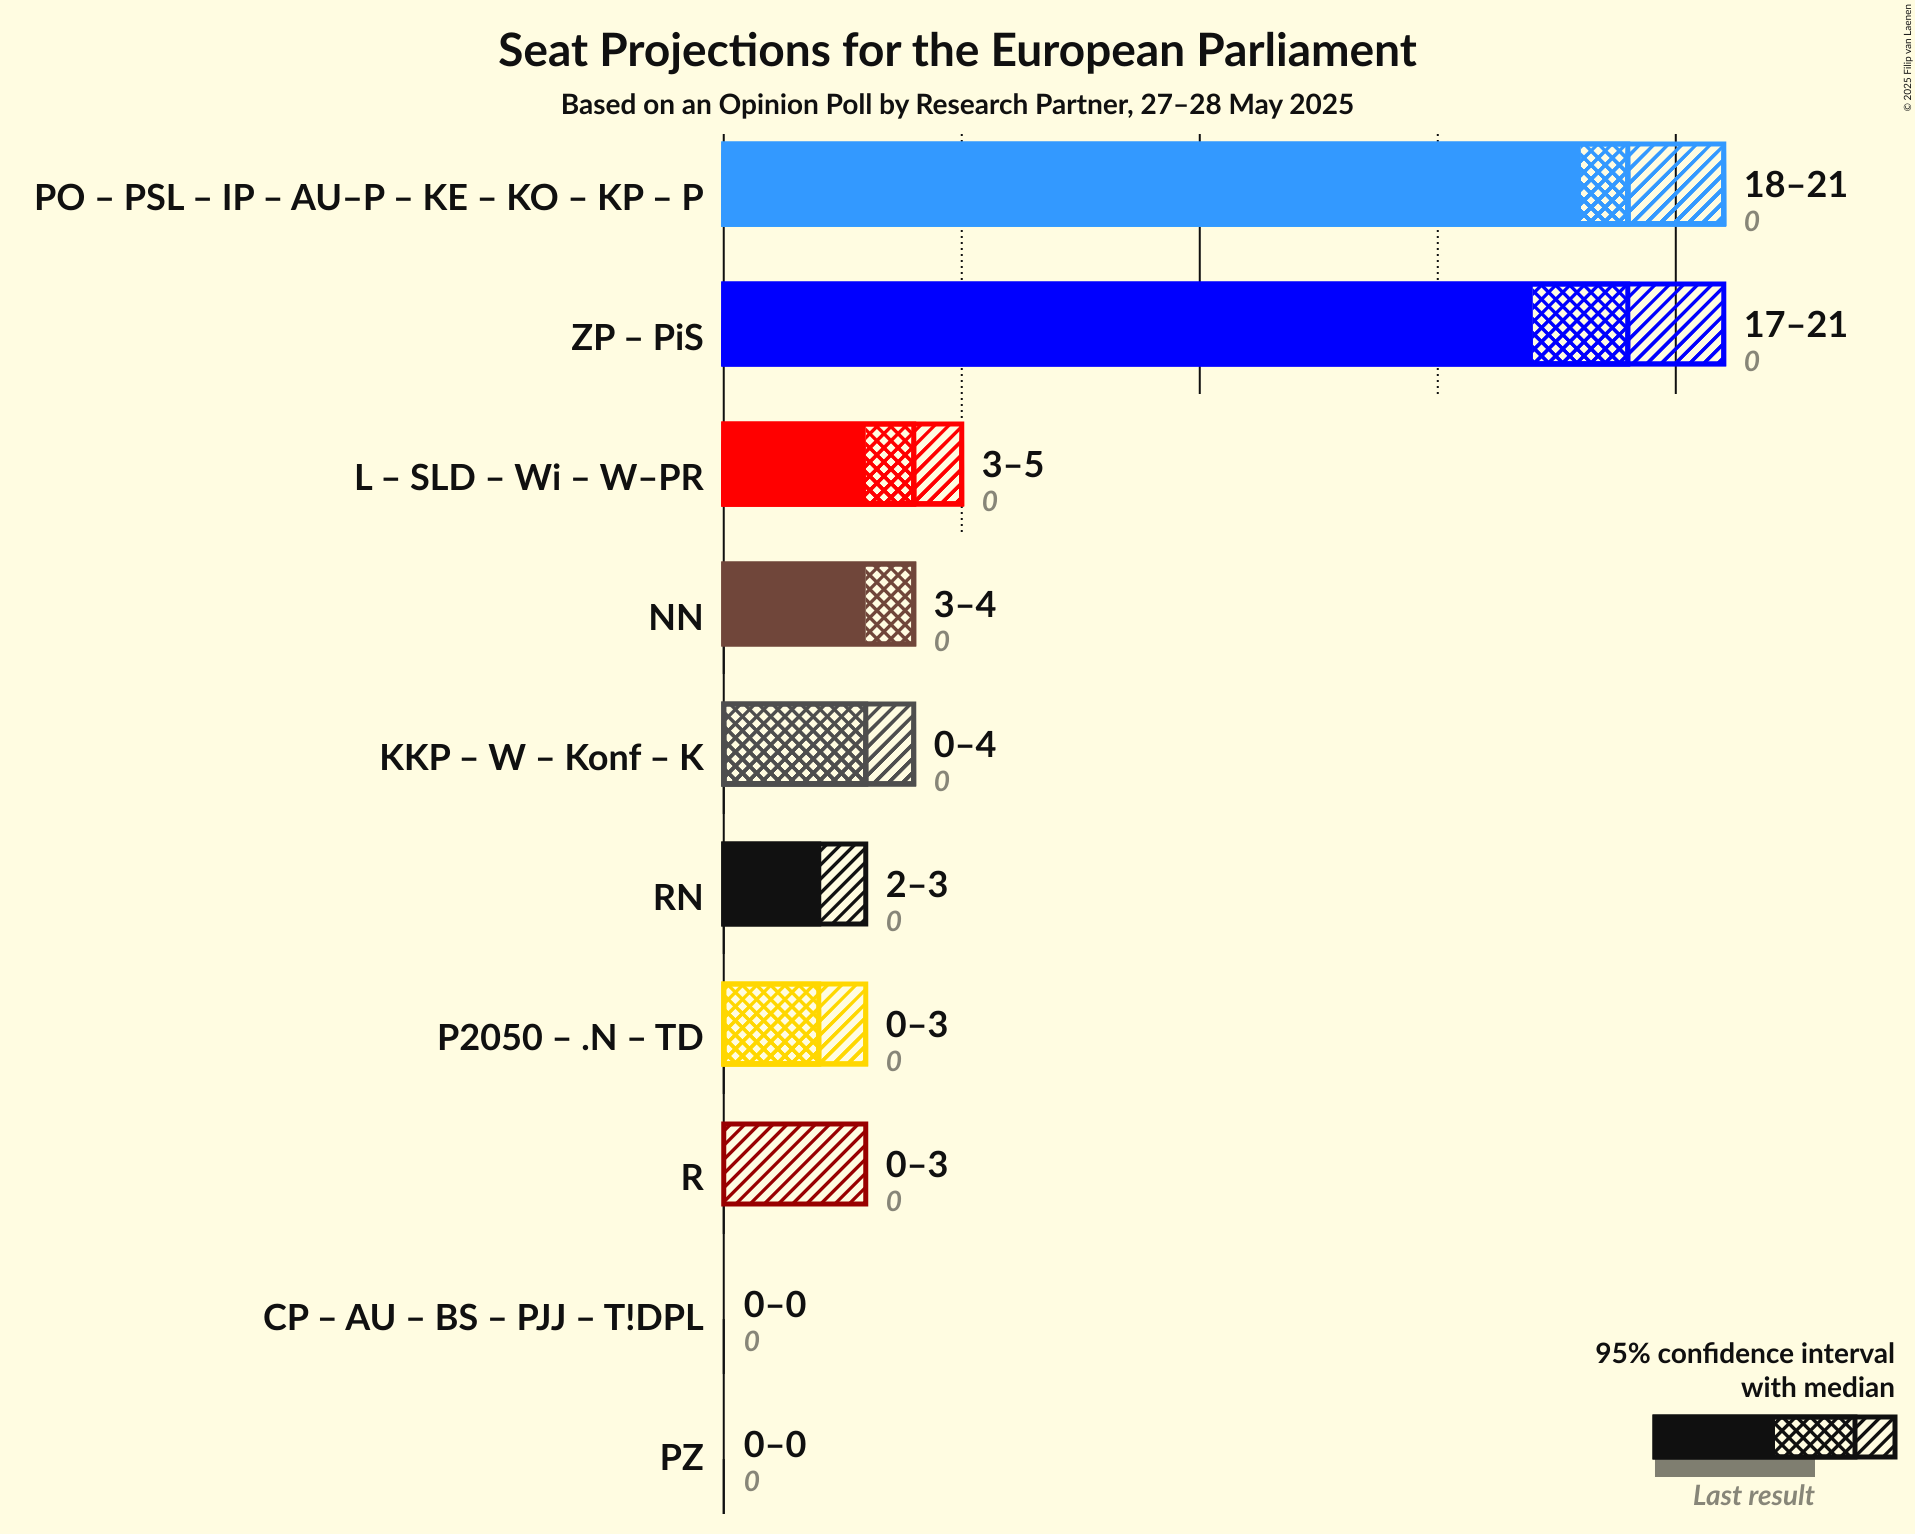 © 2025 Filip van Laenen
Seat Projections for the European Parliament
Based on an Opinion Poll by Research Partner, 27–28 May 2025
PO – PSL – IP – AU–P – KE – KO – KP – P
18–21
0
ZP – PiS
17–21
0
L – SLD – Wi – W–PR
3–5
0
NN
3–4
0
KKP – W – Konf – K
0–4
0
RN
2–3
0
P2050 – .N – TD
0–3
0
R
0–3
0
CP – AU – BS – PJJ – T!DPL
0–0
0
PZ
0–0
0
95% confidence interval
with median
Last result